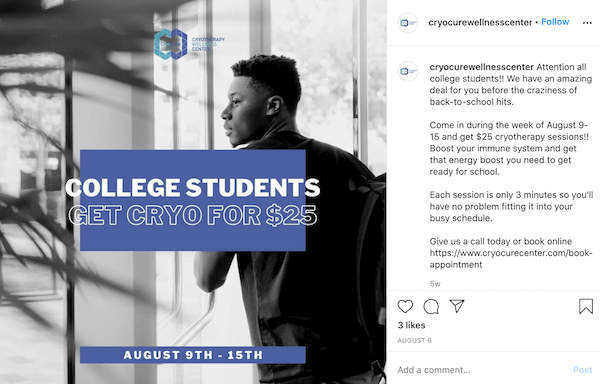 CRYOTHERAPY
WELLNESS
CENTER
COLLEGE STUDENTS
GET CRYO FOR $25
AUGUST 9TH - 15TH
cryocurewellnesscenter • Follow
...
cryocurewellnesscenter Attention all
college students!! We have an amazing
deal for you before the craziness of
back-to-school hits.
Come in during the week of August 9-
15 and get $25 cryotherapy sessions!!
Boost your immune system and get
that energy boost you need to get
ready for school.
Each session is only 3 minutes so you'll
have no problem fitting it into your
busy schedule.
Give us a call today or book online
https://www.cryocurecenter.com/book-
appointment
5w
3 likes
AUGUST 6
Add a comment... Post